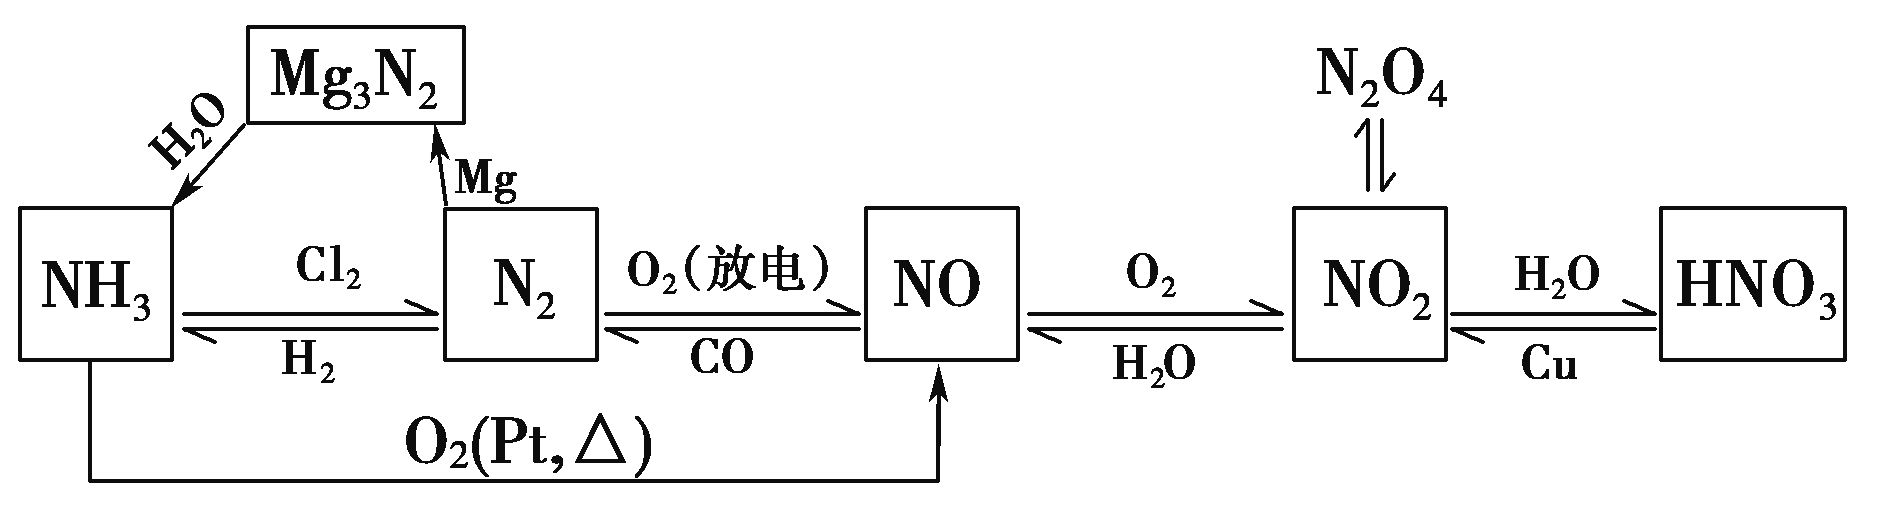 Mg₃N₂
N₂O₄
H₂O
Mg
NH₃
Cl₂
H₂
N₂
O₂(放电)
CO
NO
O₂
H₂O
NO₂
H₂O
Cu
HNO₃
O₂(Pt,△)